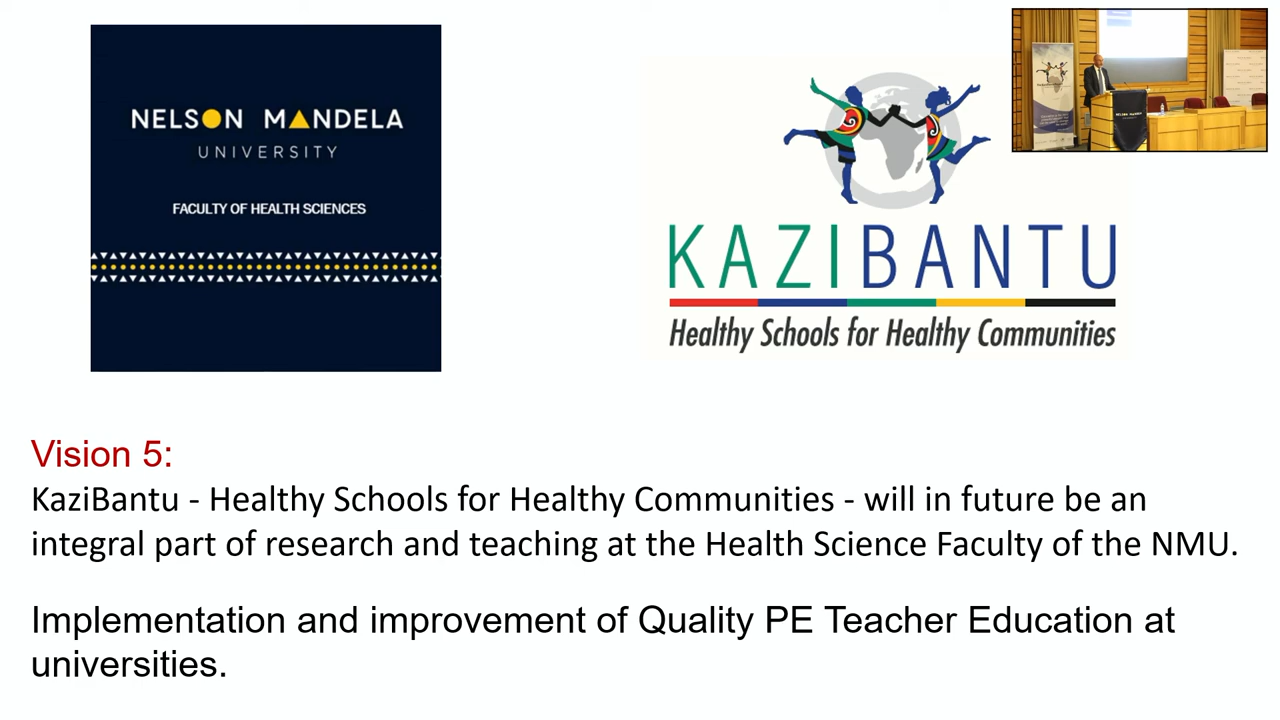 NELSON MANDELA
UNIVERSITY
FACULTY OF HEALTH SCIENCES
KAZIBANTU
Healthy Schools for Healthy Communities
NELSON MANDELA
Vision 5:
KaziBantu - Healthy Schools for Healthy Communities - will in future be an
integral part of research and teaching at the Health Science Faculty of the NMU.
Implementation and improvement of Quality PE Teacher Education at
universities.